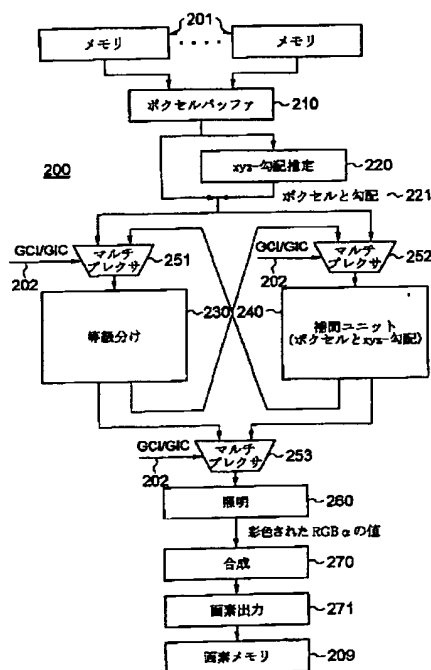 201
メモリ
メモリ
ボクセルバッファ
210
200
xyz-勾配推定
220
ボクセルと勾配
221
GCI/GIC
202
マルチ
プレクサ
251
GCI/GIC
202
マルチ
プレクサ
252
等級分け
230
240
補間ユニット
(ボクセルとxyz-勾配)
GCI/GIC
202
マルチ
プレクサ
253
照明
260
彩色されたRGBαの値
合成
270
画素出力
271
画素メモリ
209